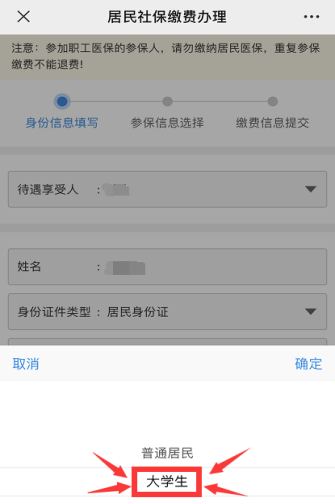 居民社保缴费办理
注意：参加职工医保的参保人，请勿缴纳居民医保，重复参保
缴费不能退费!
身份信息填写 参保信息选择 缴费信息提交
待遇享受人 :
姓名 :
身份证件类型 : 居民身份证
取消 确定
普通居民
大学生